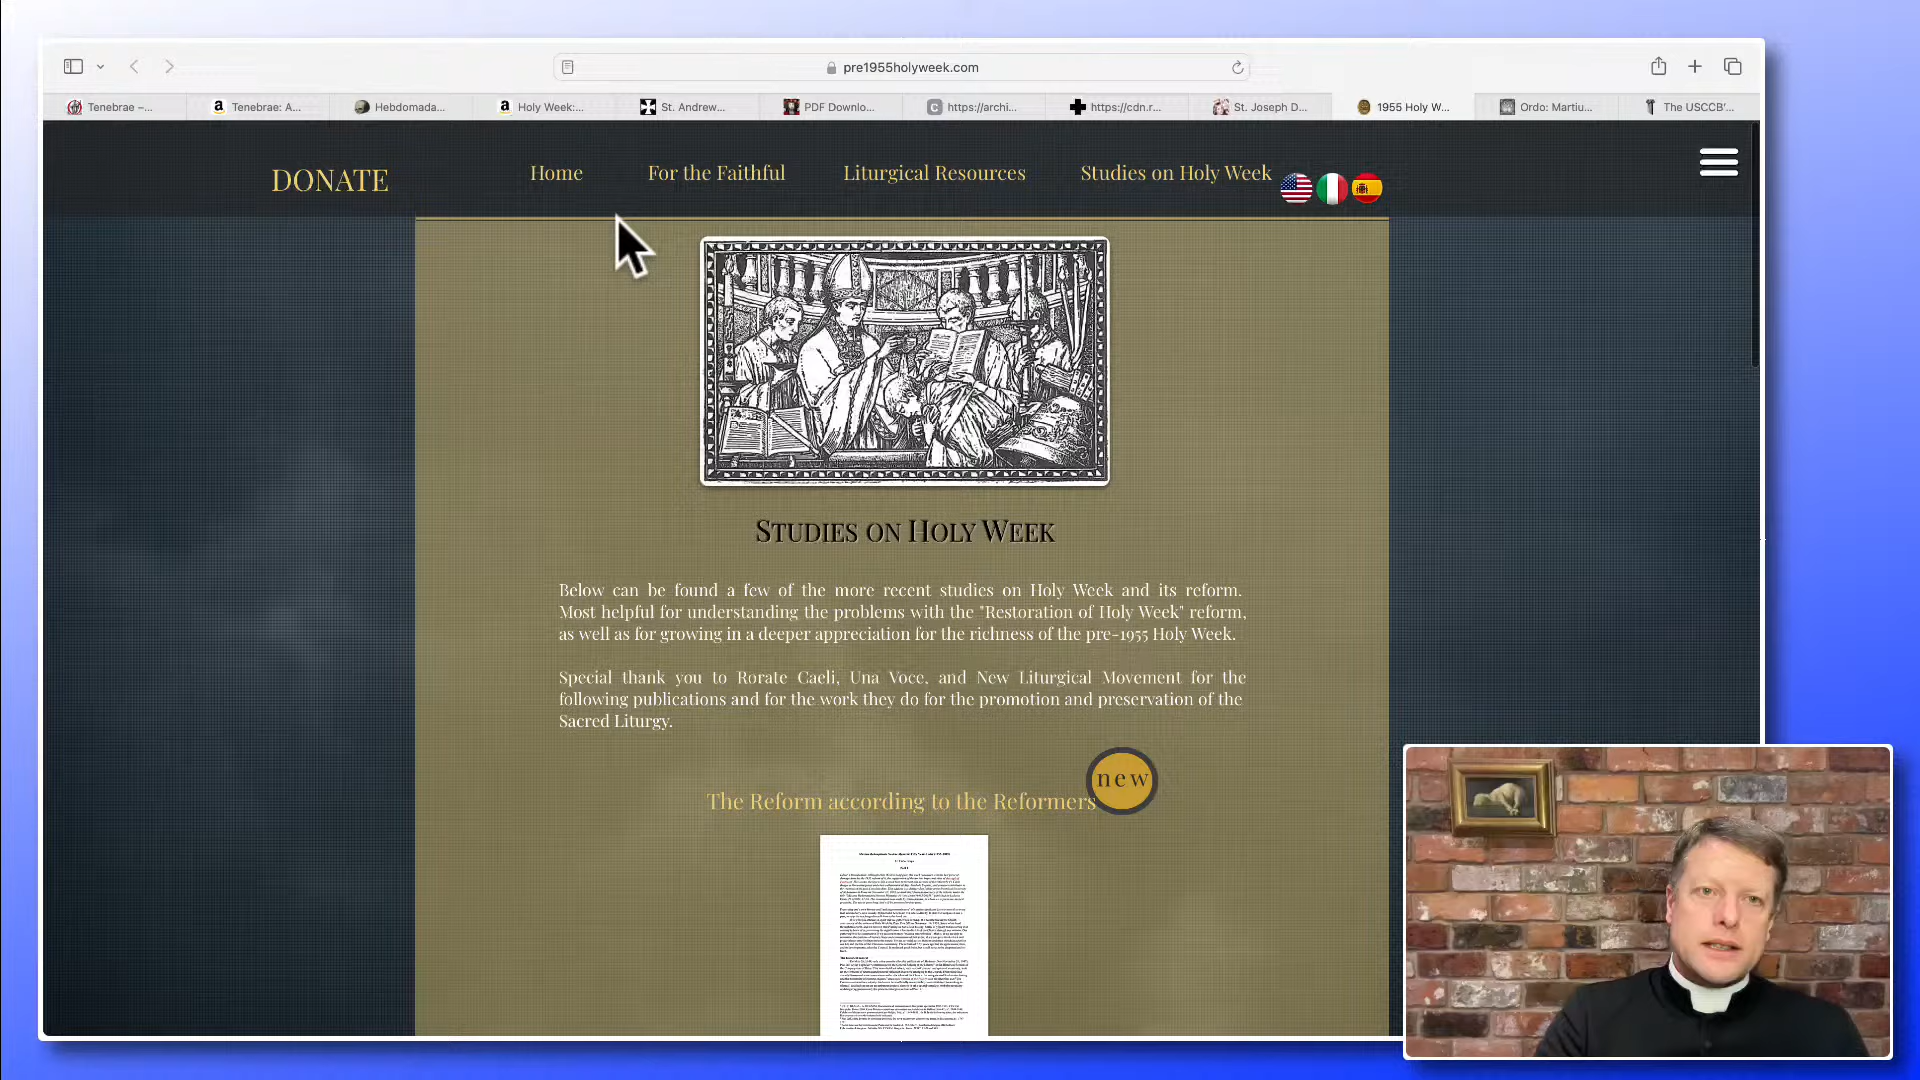 pre1955holyweek.com
Tenebrae –...
Tenebrae: A...
Hebdomada...
Holy Week:...
St. Andrew...
PDF Downlo...
https://archi...
https://cdn.r...
St. Joseph D...
1955 Holy W...
Ordo: Martiu...
The USCCB'...
DONATE
Home
For the Faithful
Liturgical Resources
Studies on Holy Week
STUDIES ON HOLY WEEK
Below can be found a few of the more recent studies on Holy Week and its reform.
Most helpful for understanding the problems with the "Restoration of Holy Week" reform,
as well as for growing in a deeper appreciation for the richness of the pre-1955 Holy Week.
Special thank you to Rorate Caeli, Una Voce, and New Liturgical Movement for the
following publications and for the work they do for the promotion and preservation of the
Sacred Liturgy.
new
The Reform according to the Reformers